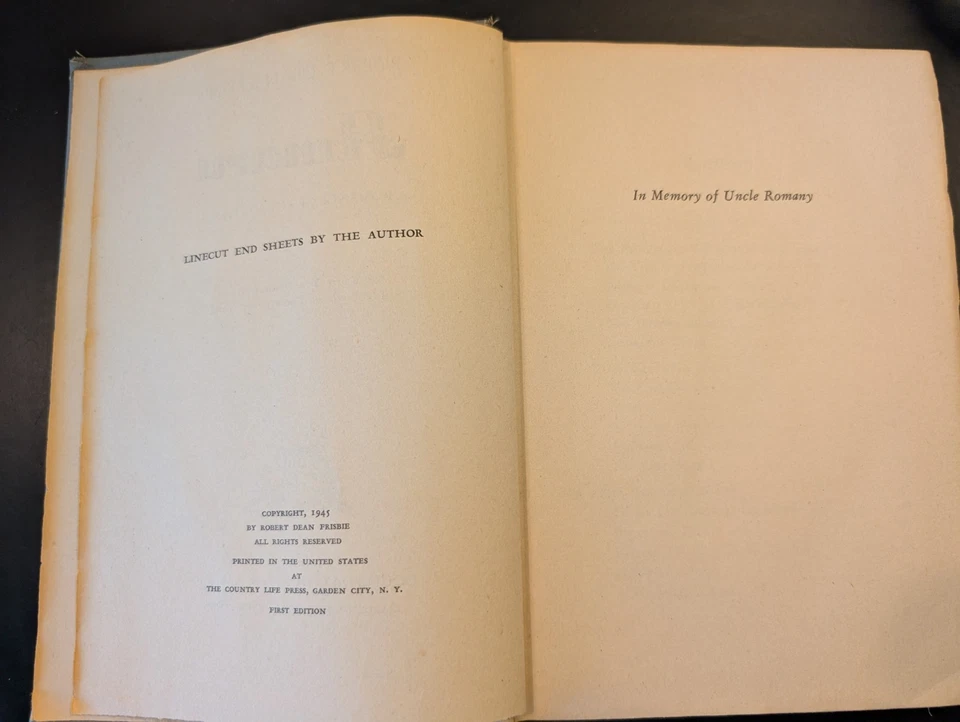 LINECUT END SHEETS BY THE AUTHOR
COPYRIGHT, 1945
BY ROBERT DEAN FRISBIE
ALL RIGHTS RESERVED
PRINTED IN THE UNITED STATES
AT
THE COUNTRY LIFE PRESS, GARDEN CITY, N. Y.
FIRST EDITION
In Memory of Uncle Romany